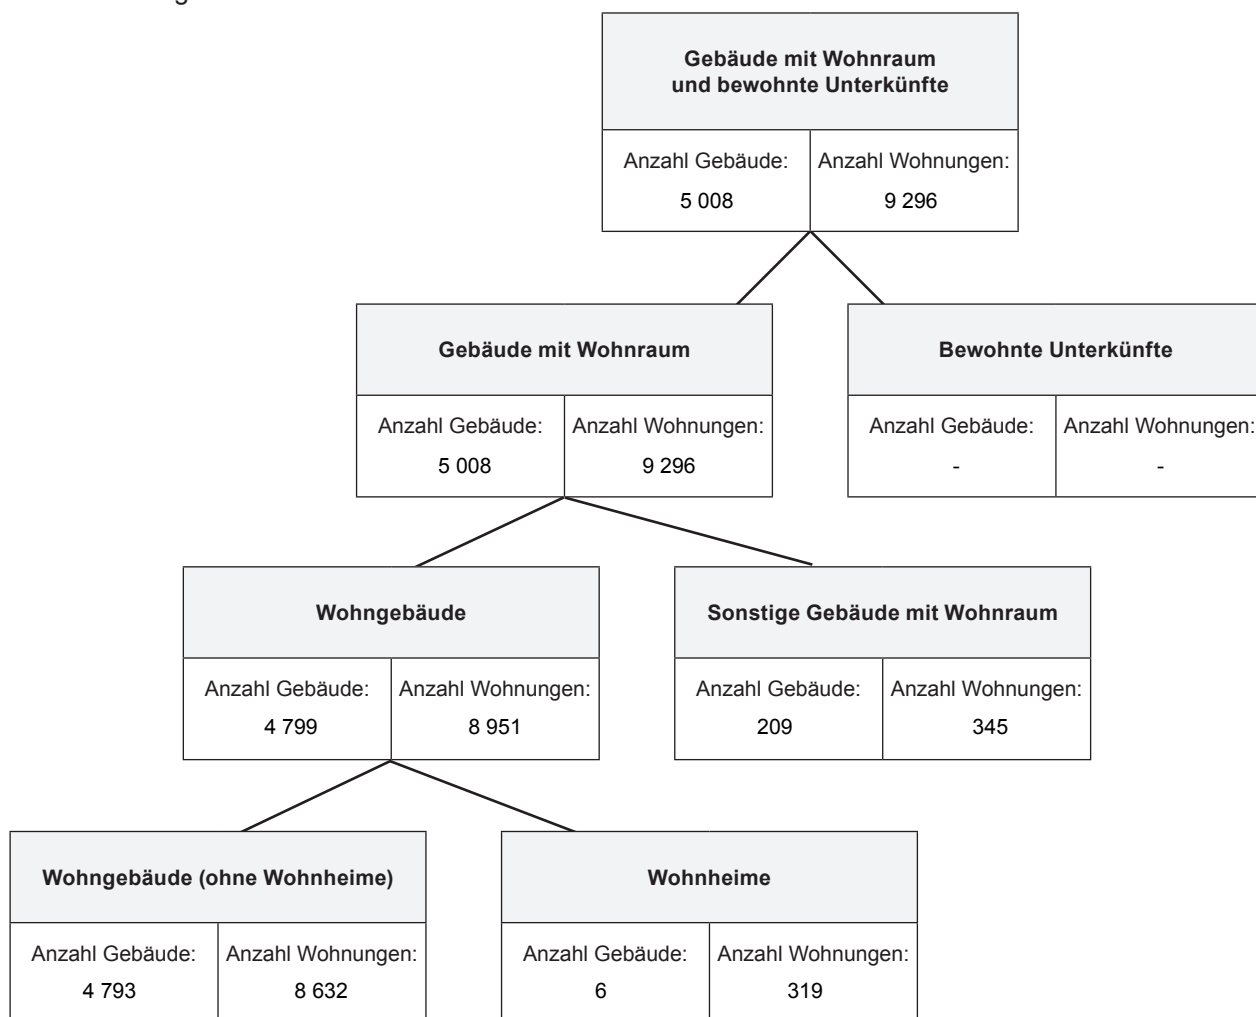 Gebäude mit Wohnraum
und bewohnte Unterkünfte
Anzahl Gebäude: Anzahl Wohnungen:
5 008 9 296
Gebäude mit Wohnraum
Anzahl Gebäude: Anzahl Wohnungen:
5 008 9 296
Bewohnte Unterkünfte
Anzahl Gebäude: Anzahl Wohnungen:
- -
Wohngebäude
Anzahl Gebäude: Anzahl Wohnungen:
4 799 8 951
Sonstige Gebäude mit Wohnraum
Anzahl Gebäude: Anzahl Wohnungen:
209 345
Wohngebäude (ohne Wohnheime)
Anzahl Gebäude: Anzahl Wohnungen:
4 793 8 632
Wohnheime
Anzahl Gebäude: Anzahl Wohnungen:
6 319